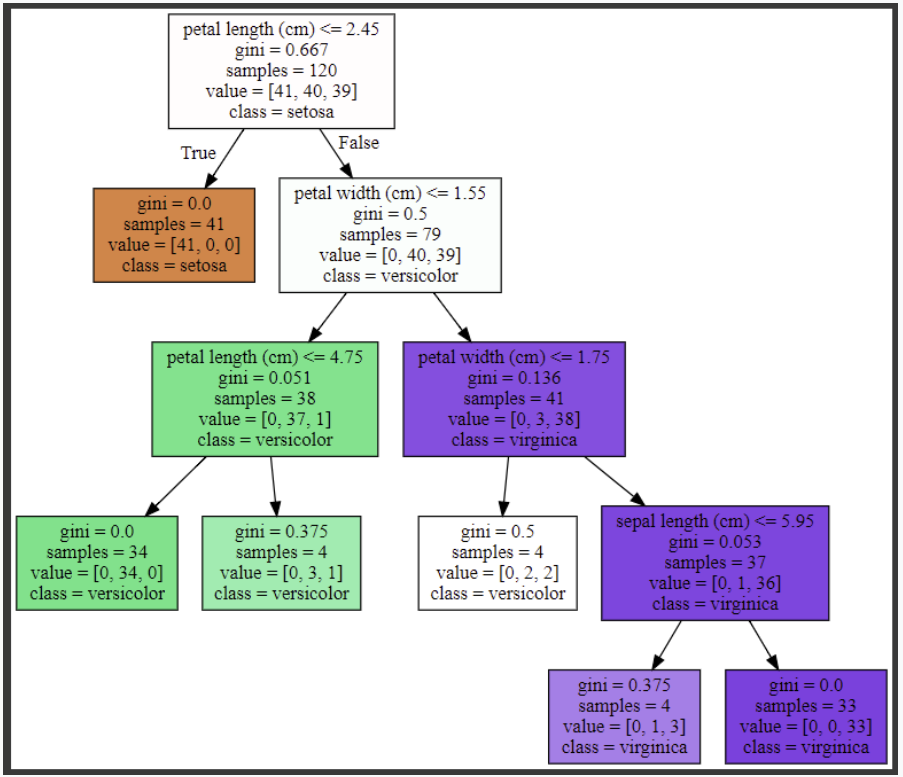 petal length (cm) <= 2.45
gini = 0.667
samples = 120
value = [41, 40, 39]
class = setosa
True
False
gini = 0.0
samples = 41
value = [41, 0, 0]
class = setosa
petal width (cm) <= 1.55
gini = 0.5
samples = 79
value = [0, 40, 39]
class = versicolor
petal length (cm) <= 4.75
gini = 0.051
samples = 38
value = [0, 37, 1]
class = versicolor
petal width (cm) <= 1.75
gini = 0.136
samples = 41
value = [0, 3, 38]
class = virginica
gini = 0.0
samples = 34
value = [0, 34, 0]
class = versicolor
gini = 0.375
samples = 4
value = [0, 3, 1]
class = versicolor
gini = 0.5
samples = 4
value = [0, 2, 2]
class = versicolor
sepal length (cm) <= 5.95
gini = 0.053
samples = 37
value = [0, 1, 36]
class = virginica
gini = 0.375
samples = 4
value = [0, 1, 3]
class = virginica
gini = 0.0
samples = 33
value = [0, 0, 33]
class = virginica